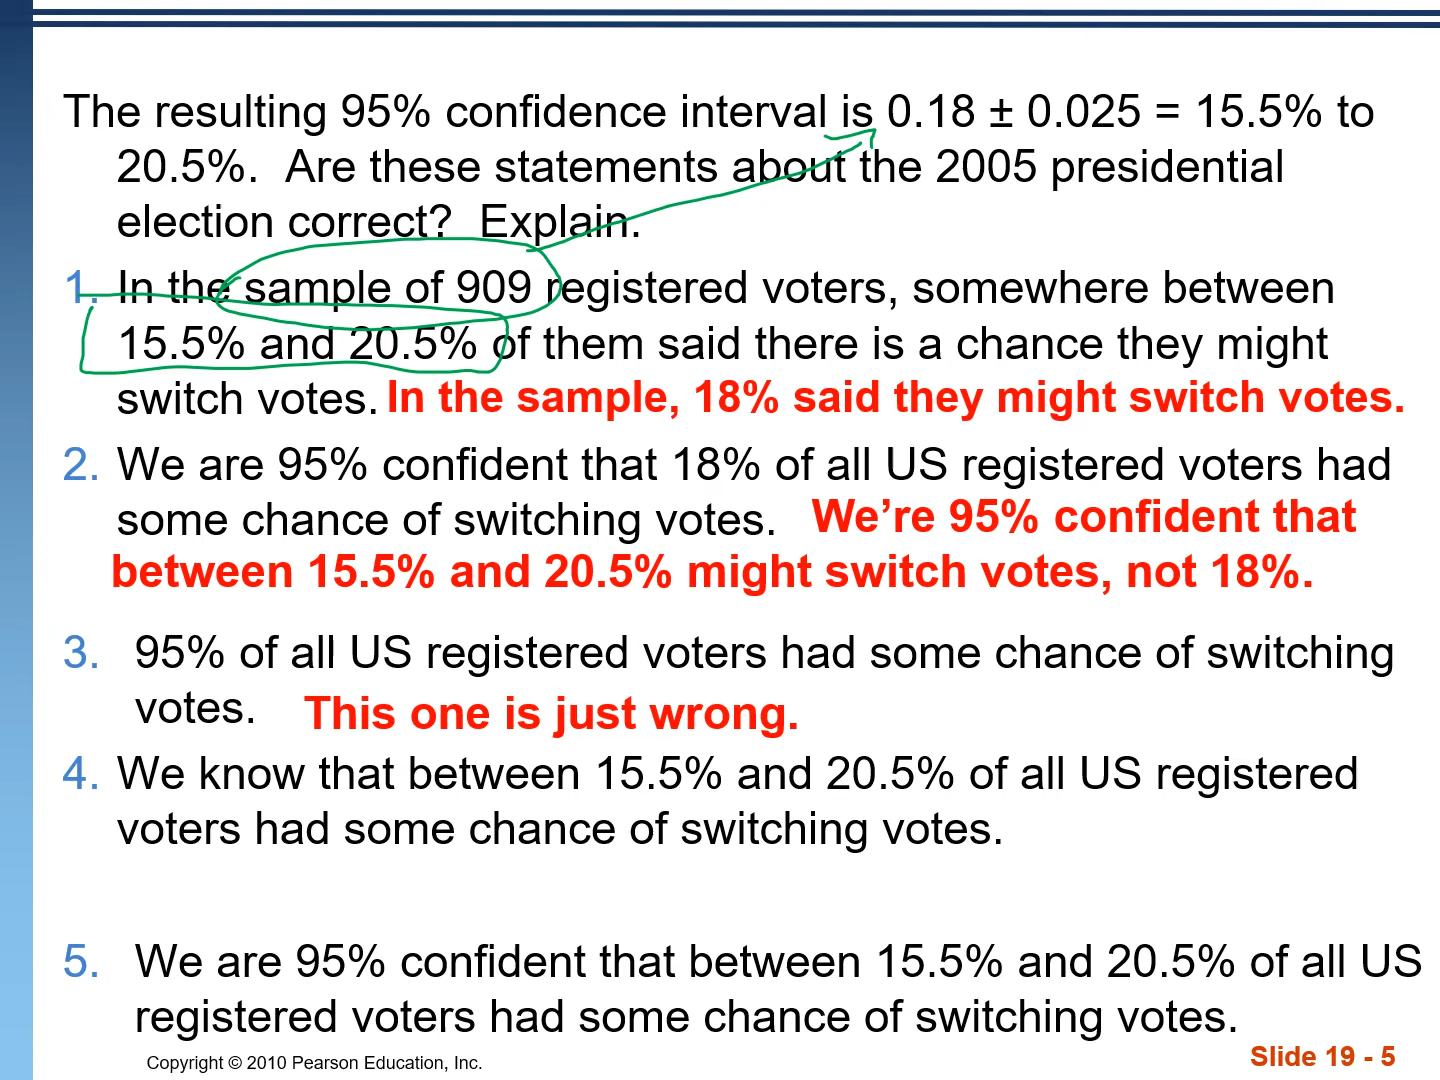 The resulting 95% confidence interval is 0.18 ± 0.025 = 15.5% to
20.5%. Are these statements about the 2005 presidential
election correct? Explain.
1. In the sample of 909 registered voters, somewhere between
15.5% and 20.5% of them said there is a chance they might
switch votes. In the sample, 18% said they might switch votes.
2. We are 95% confident that 18% of all US registered voters had
some chance of switching votes. We’re 95% confident that
between 15.5% and 20.5% might switch votes, not 18%.
3. 95% of all US registered voters had some chance of switching
votes. This one is just wrong.
4. We know that between 15.5% and 20.5% of all US registered
voters had some chance of switching votes.
5. We are 95% confident that between 15.5% and 20.5% of all US
registered voters had some chance of switching votes.
Copyright © 2010 Pearson Education, Inc.
Slide 19 - 5